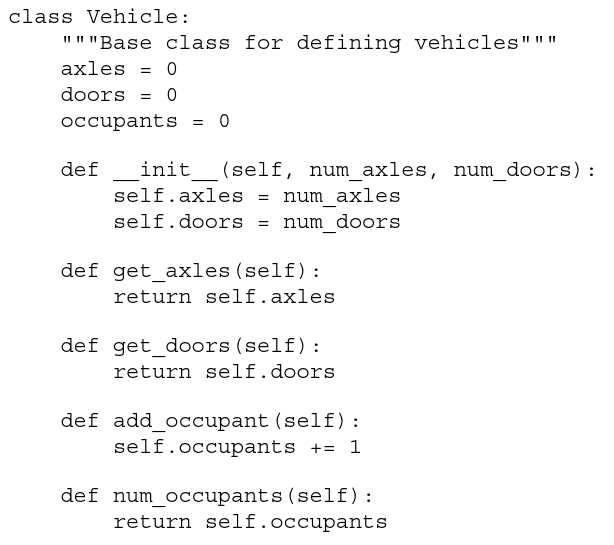 class Vehicle:
    """Base class for defining vehicles"""
    axles = 0
    doors = 0
    occupants = 0

    def __init__(self, num_axles, num_doors):
        self.axles = num_axles
        self.doors = num_doors

    def get_axles(self):
        return self.axles

    def get_doors(self):
        return self.doors

    def add_occupant(self):
        self.occupants += 1

    def num_occupants(self):
        return self.occupants